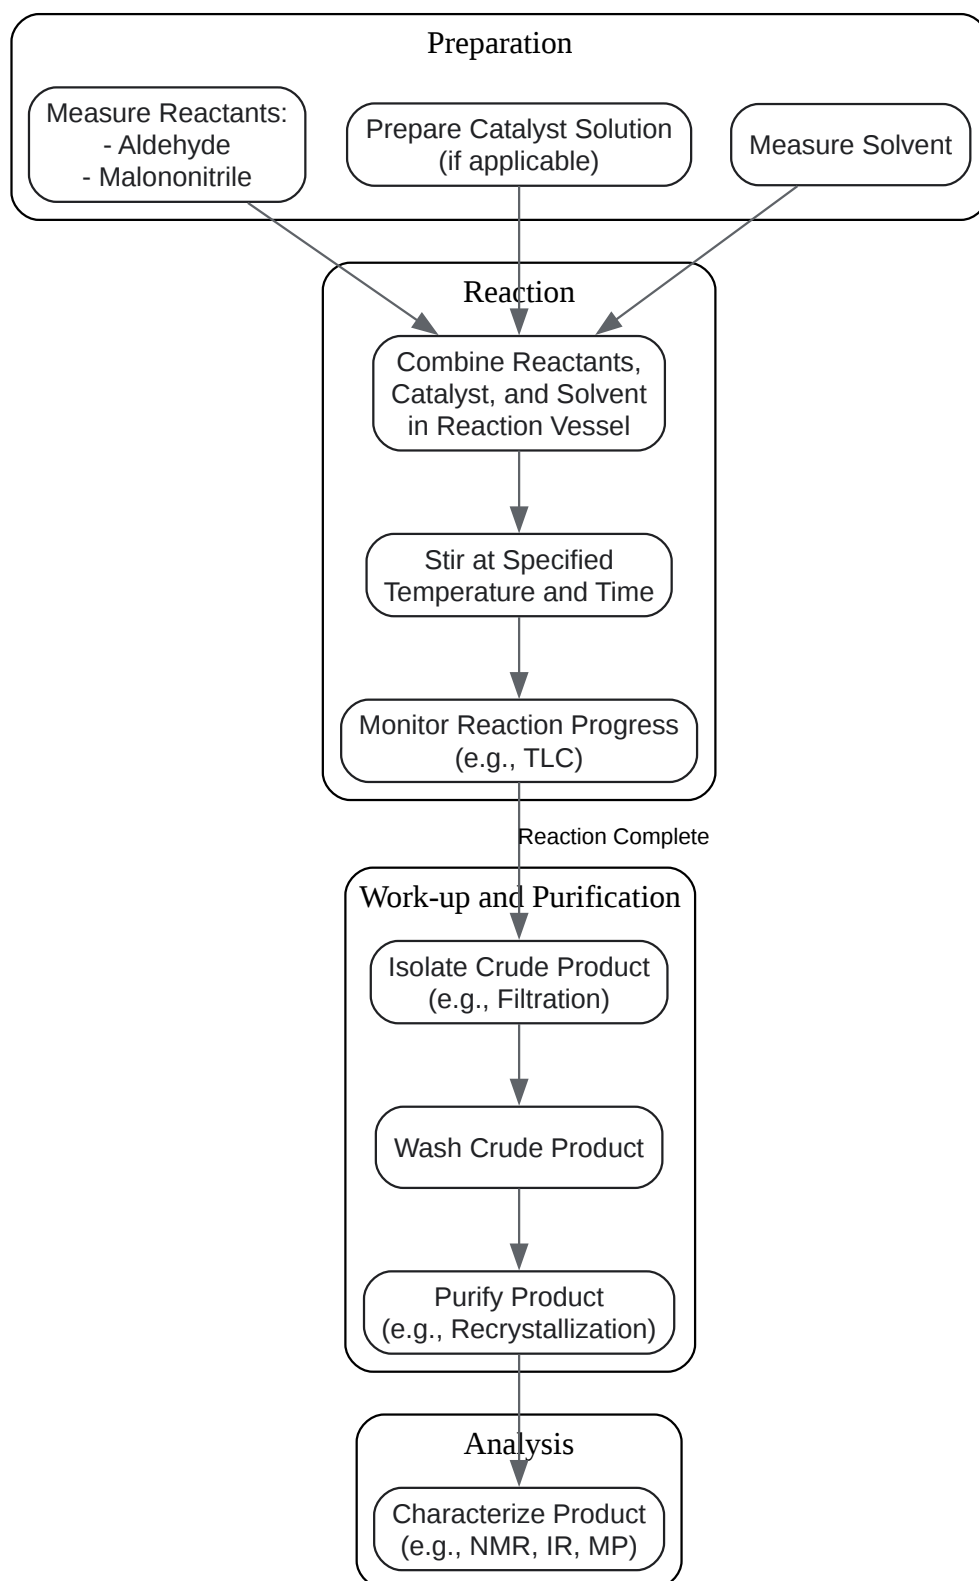 Preparation
Measure Reactants:
- Aldehyde
- Malononitrile
Prepare Catalyst Solution
(if applicable)
Measure Solvent
Reaction
Combine Reactants,
Catalyst, and Solvent
in Reaction Vessel
Stir at Specified
Temperature and Time
Monitor Reaction Progress
(e.g., TLC)
Reaction Complete
Work-up and Purification
Isolate Crude Product
(e.g., Filtration)
Wash Crude Product
Purify Product
(e.g., Recrystallization)
Analysis
Characterize Product
(e.g., NMR, IR, MP)